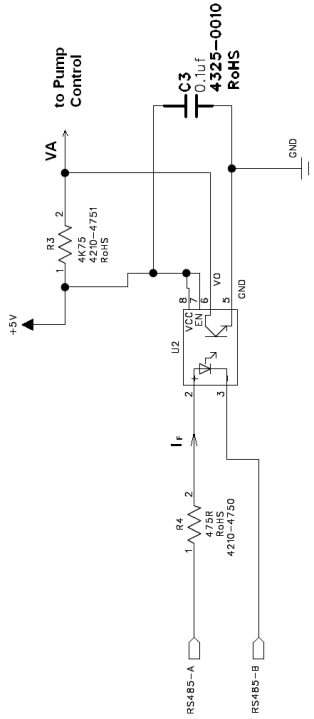 to Pump
Control
VA
+5V
R3
1
2
4K75
4210-4751
RoHS
C3
0.1uf
4325-0010
RoHS
GND
U2
8
7
6
5
VCC
EN
VO
GND
2
3
+
-
IF
R4
1
2
475R
RoHS
4210-4750
RS485-A
RS485-B